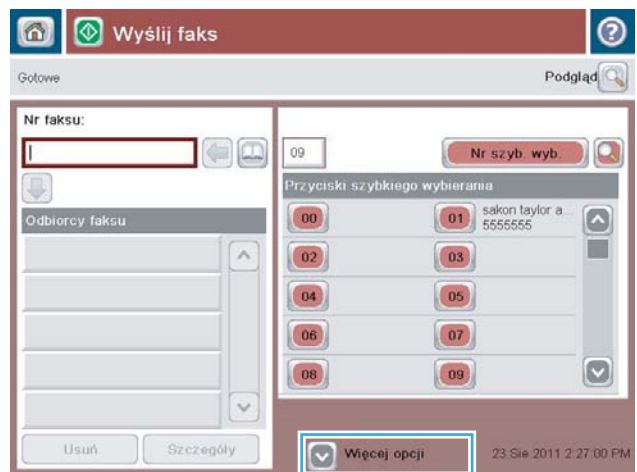 Wyślij faks
Gotowe
Podgląd
Nr faksu:
09
Nr szyb. wyb.
Przyciski szybkiego wybierania
Odbiorcy faksu
00
01
sakon taylor a...
5555555
02
03
04
05
06
07
08
09
Usuń
Szczegóły
Więcej opcji
23 Sie 2011 2:27:00 PM